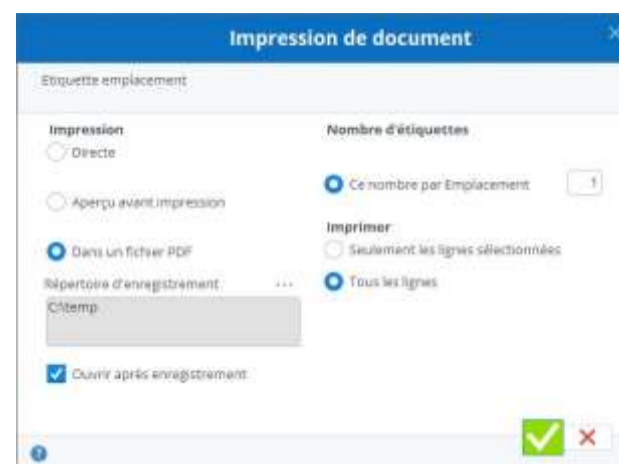 Impression de document
Etiquette emplacement
Impression
Directe
Aperçu avant impression
Dans un fichier PDF
Répertoire d'enregistrement ...
C:\temp
Ouvrir après enregistrement
Nombre d'étiquettes
Ce nombre par Emplacement 1
Imprimer
Seulement les lignes sélectionnées
Tous les lignes